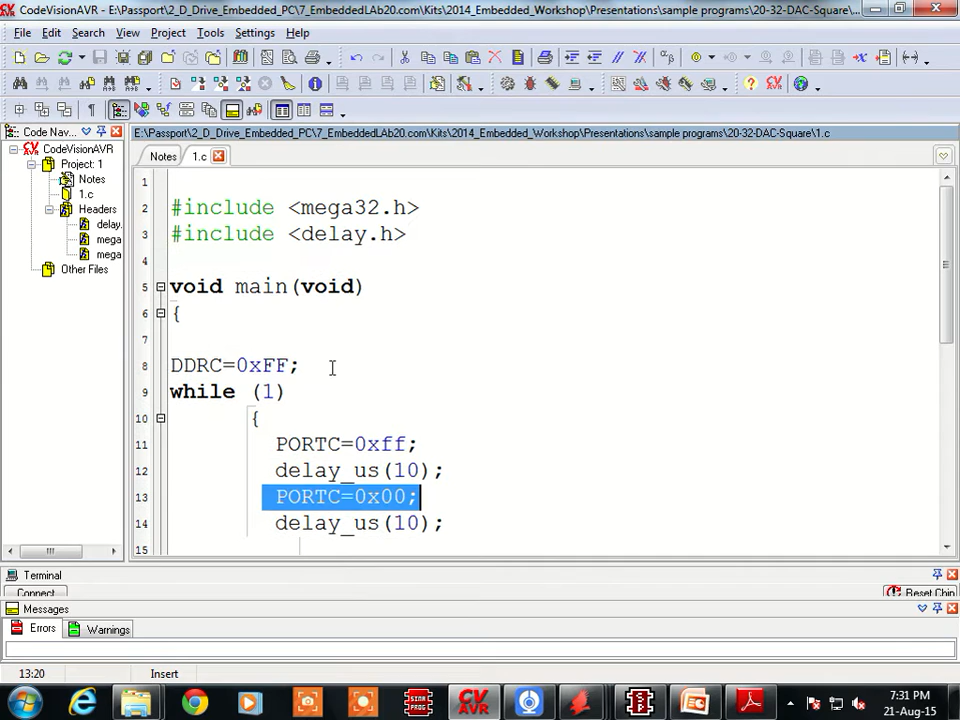 CodeVisionAVR - E:\Passport\2_D_Drive_Embedded_PC\7_EmbeddedLAb20.com\Kits\2014_Embedded_Workshop\Presentations\sample programs\20-32-DAC-Square\...
File Edit Search View Project Tools Settings Help
Code Nav...
E:\Passport\2_D_Drive_Embedded_PC\7_EmbeddedLAb20.com\Kits\2014_Embedded_Workshop\Presentations\sample programs\20-32-DAC-Square\1.c
CodeVisionAVR
Project: 1
Notes
1.c
Headers
delay.
mega
mega
Other Files
Notes 1.c
1
2 #include <mega32.h>
3 #include <delay.h>
4
5 void main(void)
6 {
7
8 DDRC=0xFF;
9 while (1)
10 {
11 PORTC=0xff;
12 delay_us(10);
13 PORTC=0x00;
14 delay_us(10);
15
Terminal
Connect Reset Chip
Messages
Errors Warnings
13:20 Insert
SINA PROG
CV AVR
7:31 PM
21-Aug-15